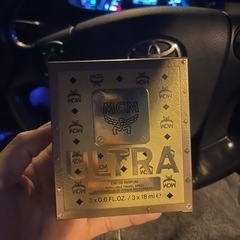 MCM
ULTRA
EAU DE PARFUM
3 x 0.6 FL.OZ. / 3 x 18 ml e